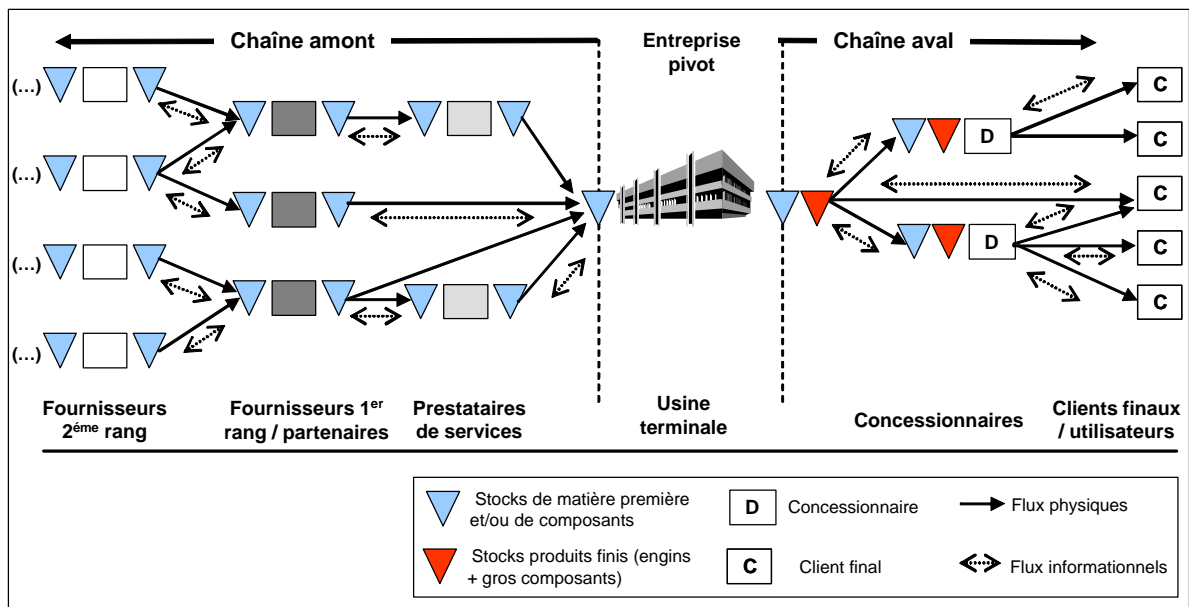 Chaîne amont
Entreprise
pivot
Chaîne aval
(...)
(...)
(...)
(...)
D
D
C
C
C
C
C
Fournisseurs
2éme rang
Fournisseurs 1er
rang / partenaires
Prestataires
de services
Usine
terminale
Concessionnaires
Clients finaux
/ utilisateurs
Stocks de matière première
et/ou de composants
D
Concessionnaire
Flux physiques
Stocks produits finis (engins
+ gros composants)
C
Client final
Flux informationnels